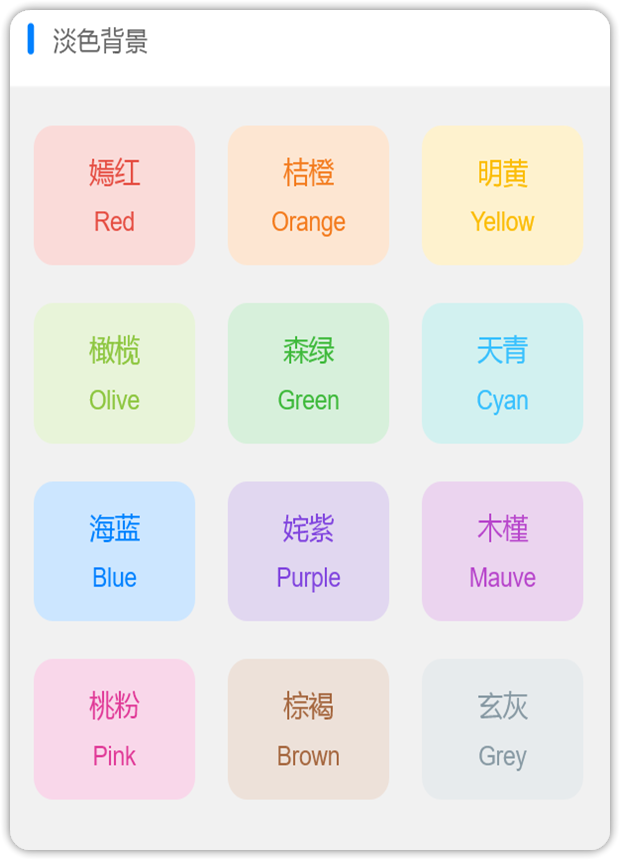 淡色背景
嫣红
Red
桔橙
Orange
明黄
Yellow
橄榄
Olive
森绿
Green
天青
Cyan
海蓝
Blue
姹紫
Purple
木槿
Mauve
桃粉
Pink
棕褐
Brown
玄灰
Grey